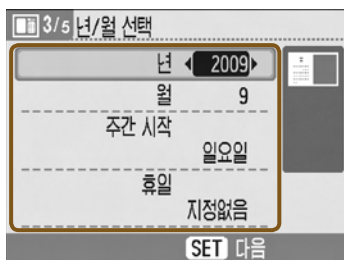 3/5 년/월 선택
년 2009
월 9
주간 시작
일요일
휴일
지정없음
SET 다음